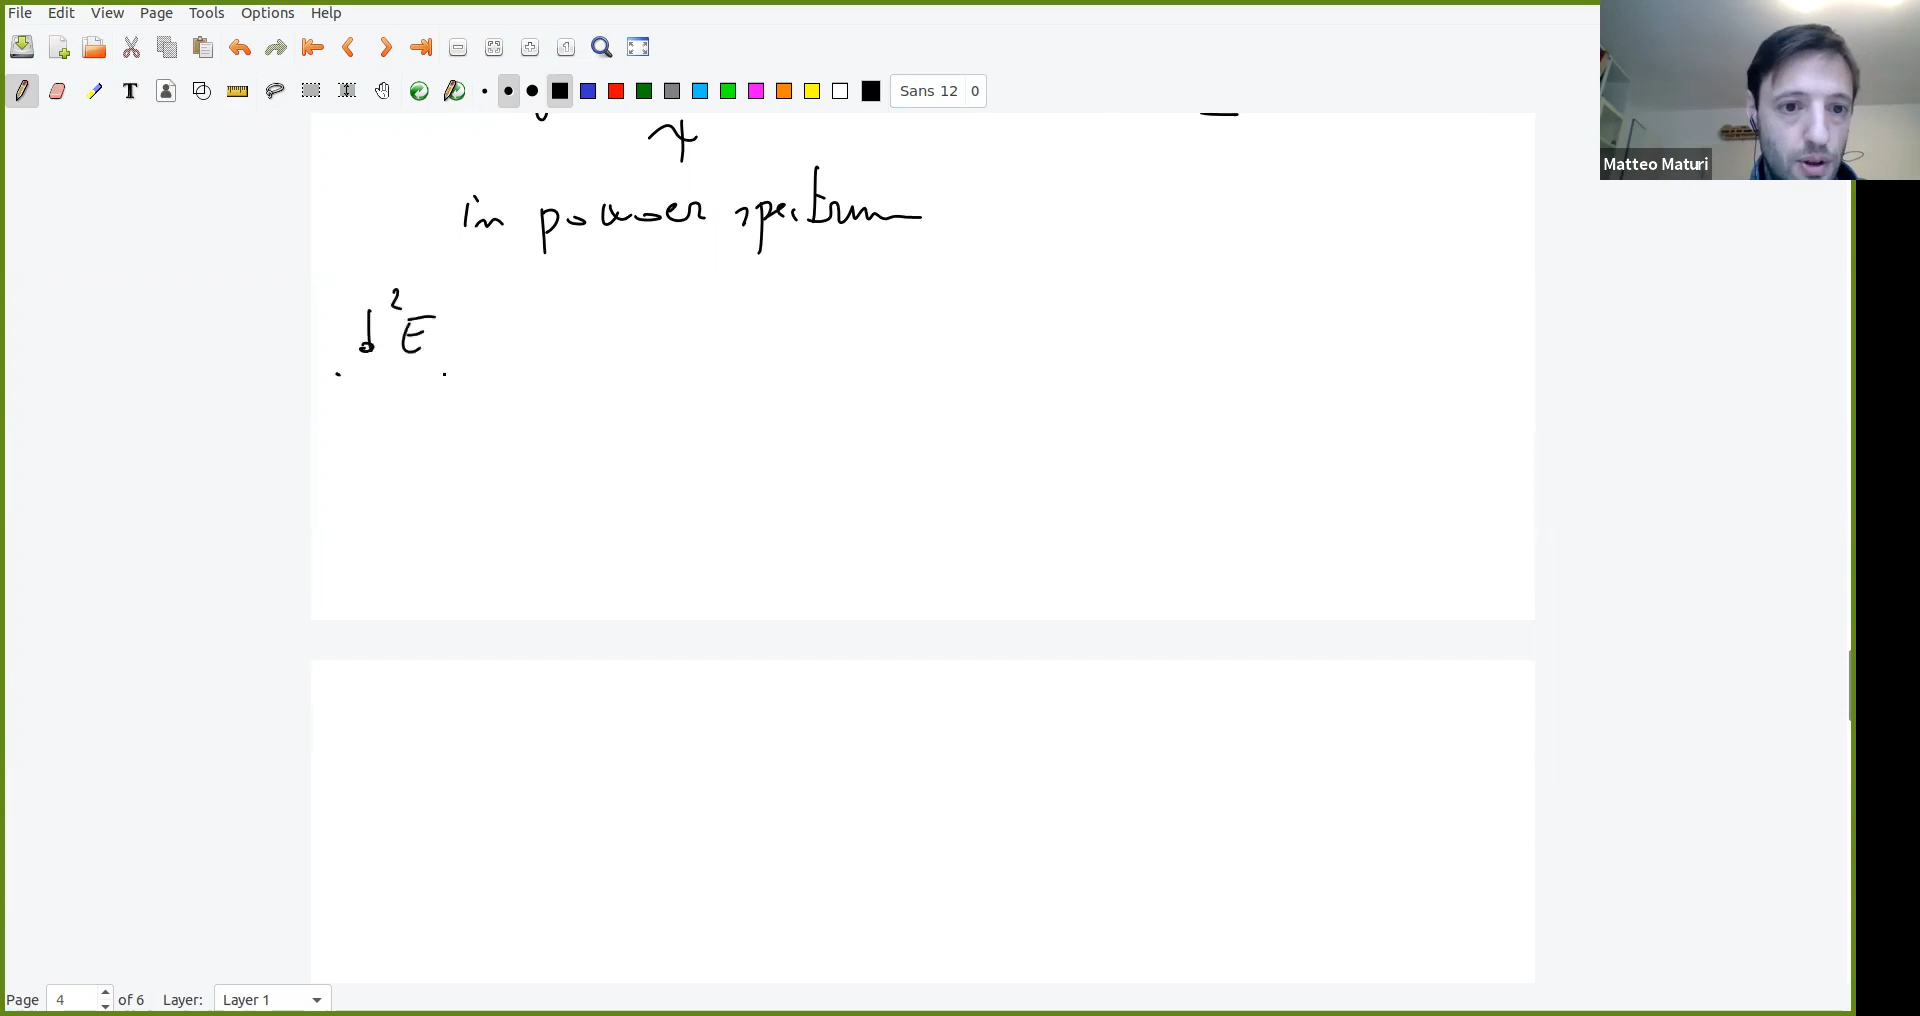 File Edit View Page Tools Options Help
T Sans 12 0
Matteo Maturi
in power spectrum
d²E
Page 4 of 6 Layer: Layer 1